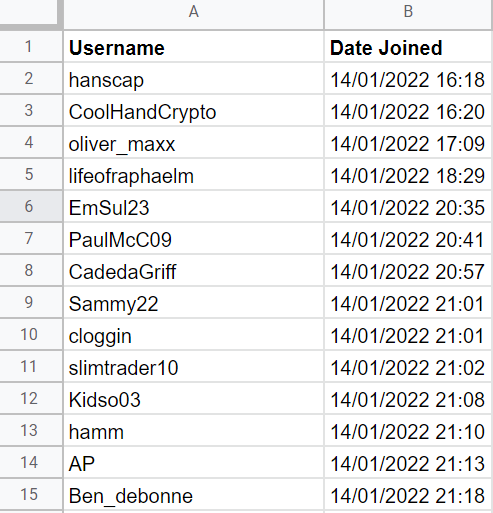 A B
1 Username Date Joined
2 hanscap 14/01/2022 16:18
3 CoolHandCrypto 14/01/2022 16:20
4 oliver_maxx 14/01/2022 17:09
5 lifeofraphaelm 14/01/2022 18:29
6 EmSul23 14/01/2022 20:35
7 PaulMcC09 14/01/2022 20:41
8 CadedaGriff 14/01/2022 20:57
9 Sammy22 14/01/2022 21:01
10 cloggin 14/01/2022 21:01
11 slimtrader10 14/01/2022 21:02
12 Kidso03 14/01/2022 21:08
13 hamm 14/01/2022 21:10
14 AP 14/01/2022 21:13
15 Ben_debonne 14/01/2022 21:18